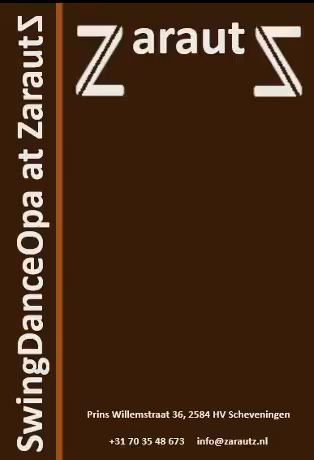 SwingDanceOpa at ZarautZ
ZarautZ
Prins Willemstraat 36, 2584 HV Scheveningen
+31 70 35 48 673 info@zarautz.nl